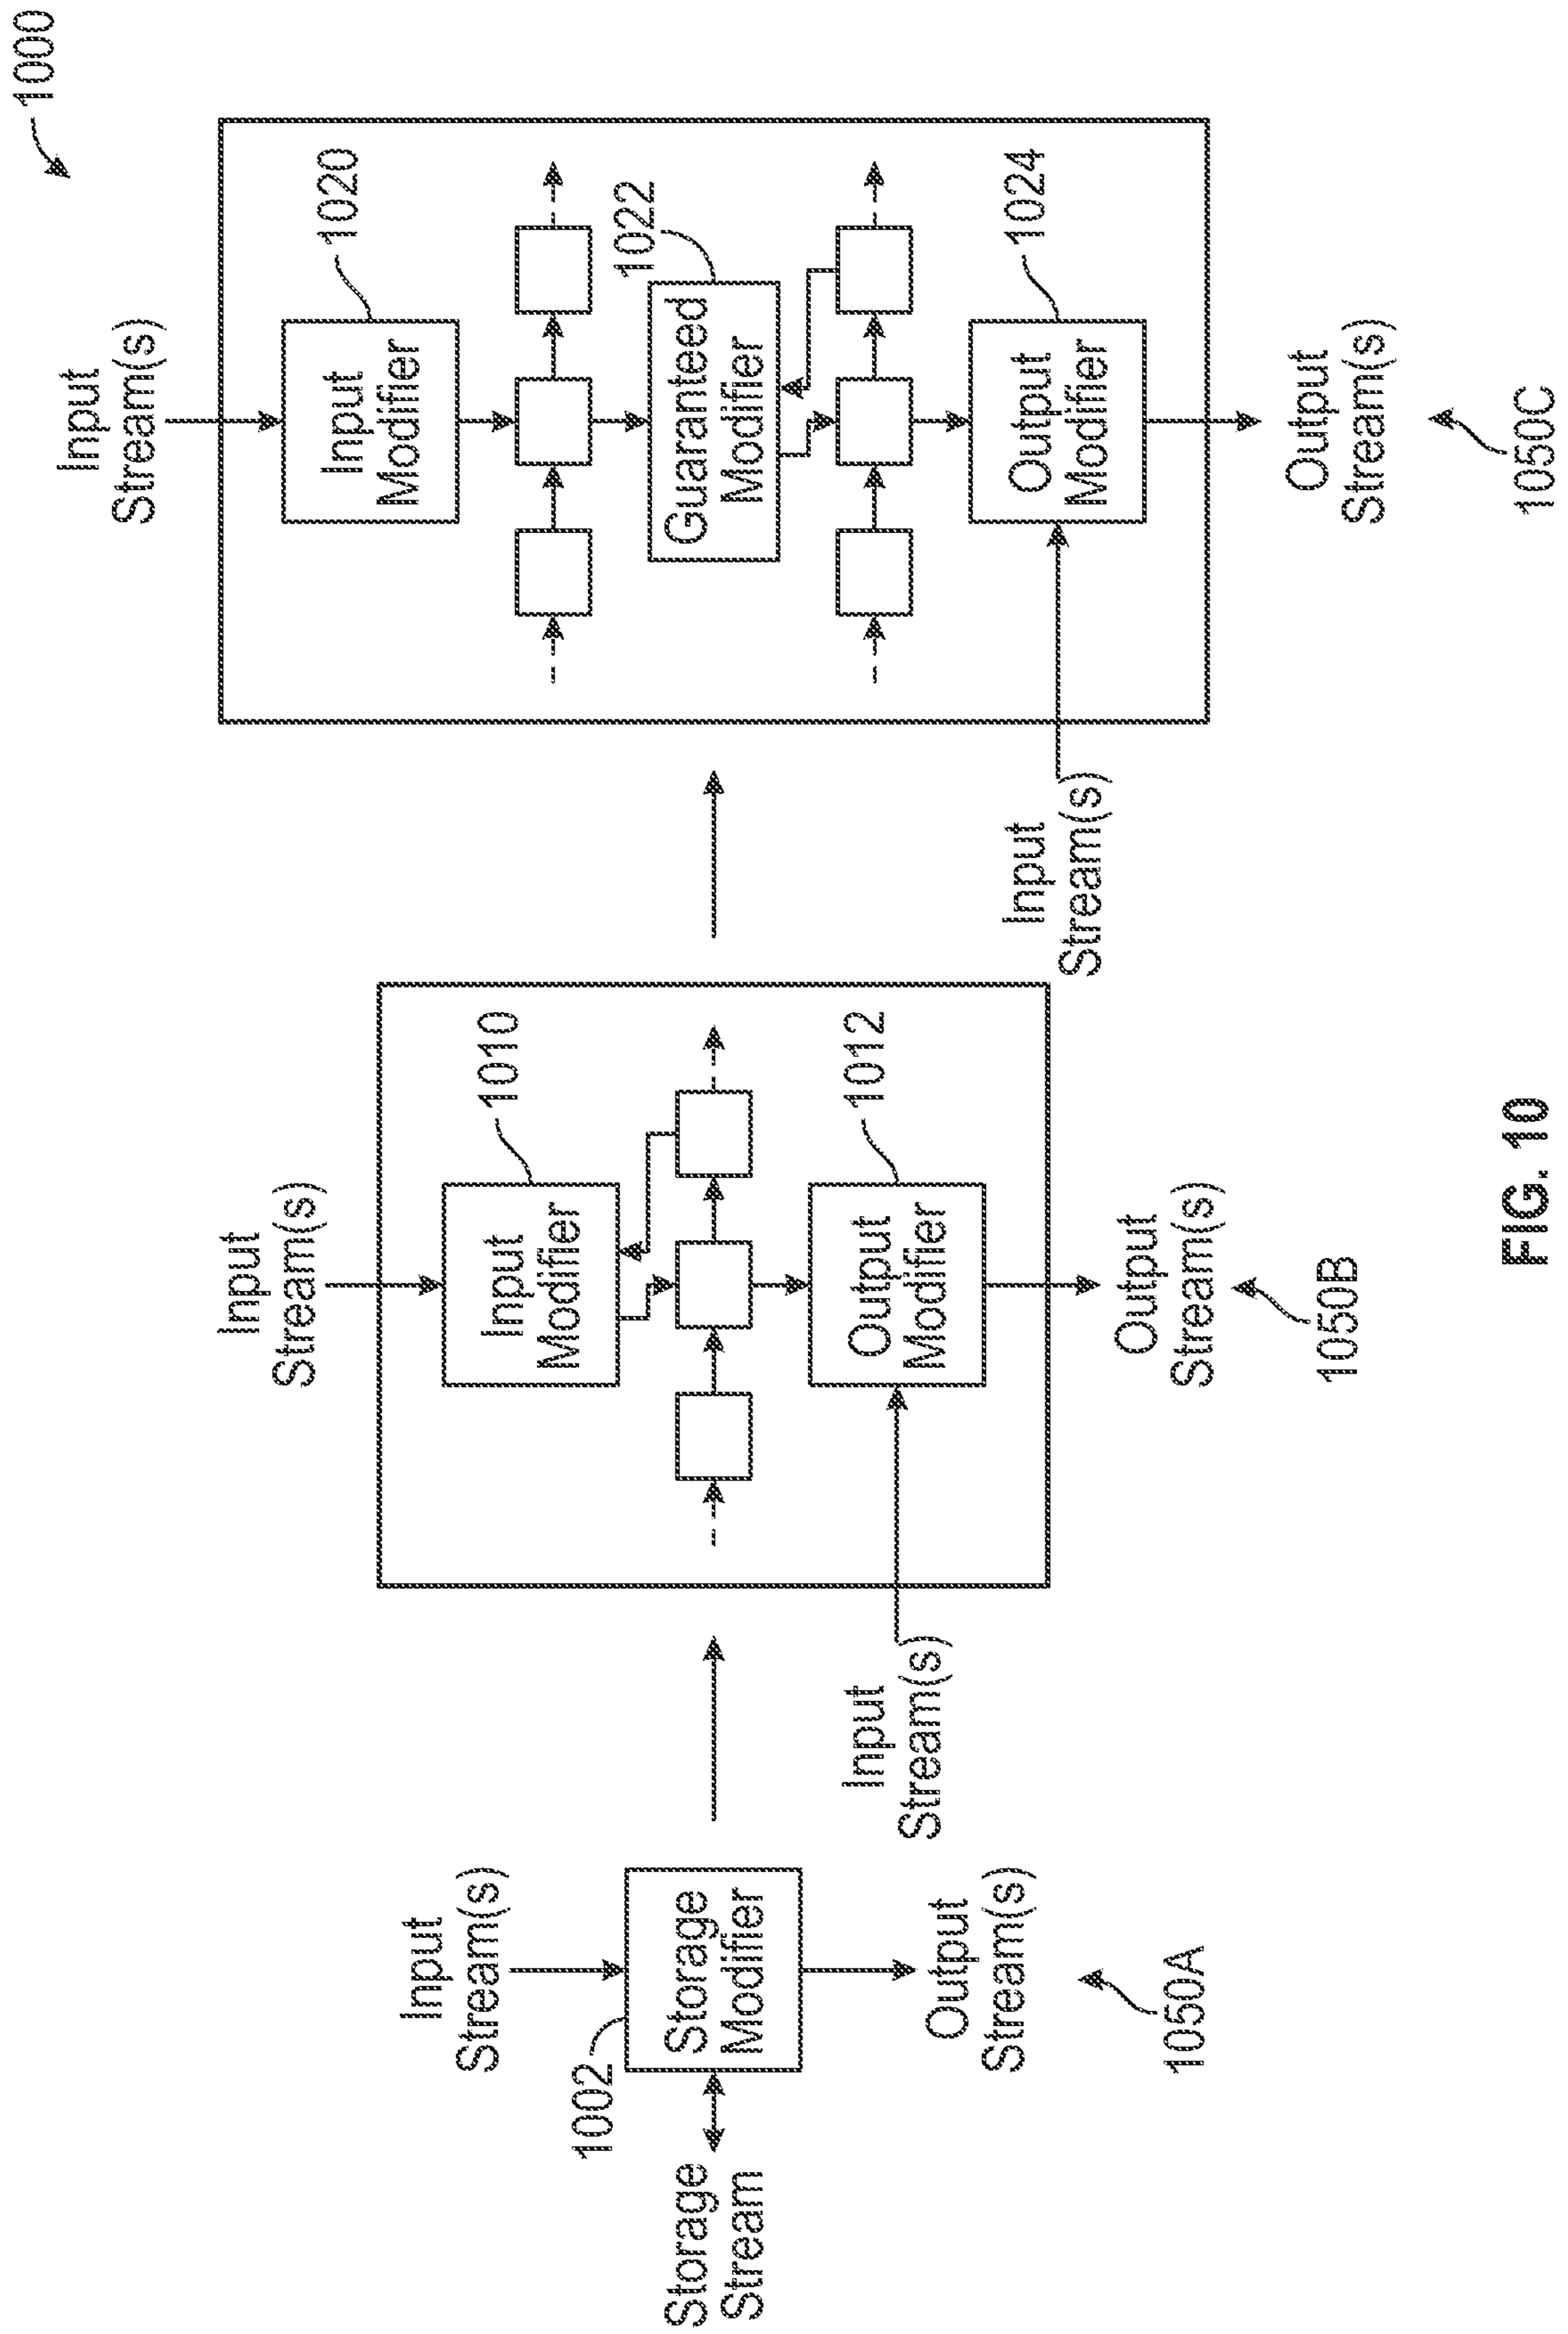 1000
Storage
Stream
1002
Input
Stream(s)
Storage
Modifier
Output
Stream(s)
1050A
Input
Stream(s)
1010
Input
Modifier
1012
Output
Modifier
Input
Stream(s)
Output
Stream(s)
1050B
Input
Stream(s)
1020
Input
Modifier
1022
Guaranteed
Modifier
1024
Output
Modifier
Input
Stream(s)
Output
Stream(s)
1050C
FIG. 10